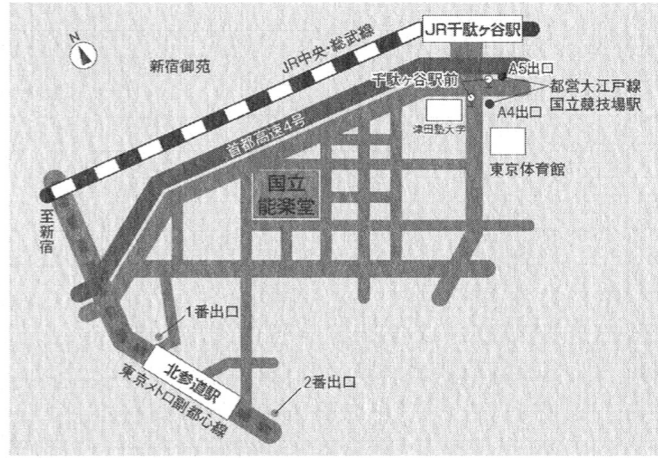 N
JR千駄ヶ谷駅
JR中央・総武線
新宿御苑
千駄ヶ谷駅前
A5出口
都営大江戸線
国立競技場駅
A4出口
津田塾大学
東京体育館
首都高速4号
国立
能楽堂
至新宿
1番出口
北参道駅
2番出口
東京メトロ副都心線